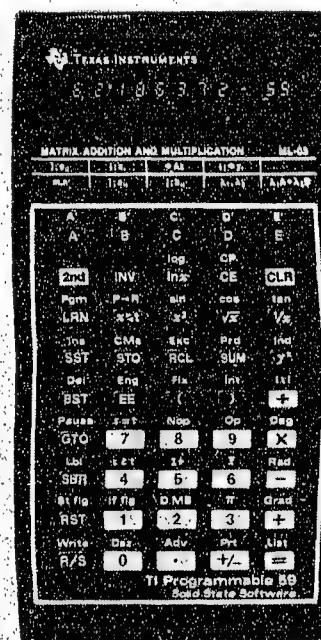 TEXAS INSTRUMENTS
MATRIX ADDITION AND MULTIPLICATION ML-03
A' B' C' D' E'
A B C D E
log CP
2nd INV lnx CE CLR
Pgm P→R sin cos tan
LRN x⇄t x² √x 1/x
Ins CMs Exc Prd Ind
SST STO RCL SUM yˣ
Del Eng Fix Int |x|
BST EE ( ) ÷
Pause x=t Nop Op Deg
GTO 7 8 9 X
Lbl x≥t Σ+ x̄ Rad
SBR 4 5 6 −
St flg If flg D.MS π Grad
RST 1 2 3 +
Write Dsz Adv Prt List
R/S 0 . +/- =
TI Programmable 59
Solid State Software